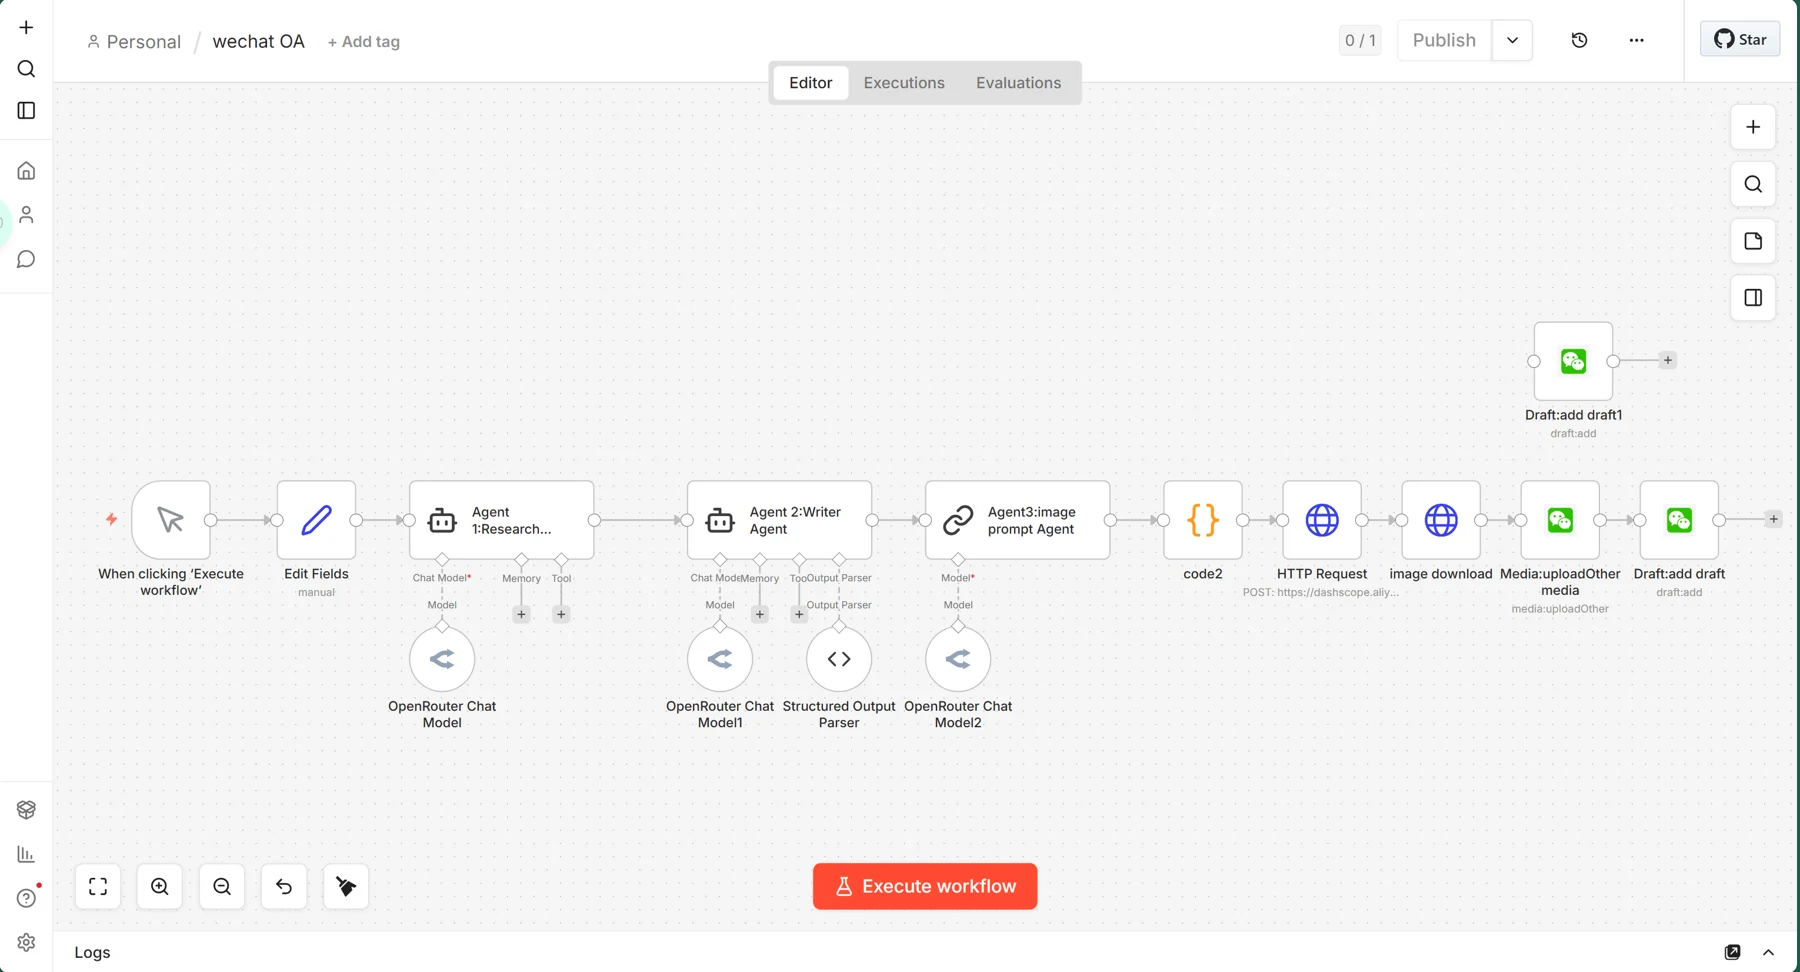 Personal / wechat OA + Add tag
0 / 1
Publish
Star
Editor Executions Evaluations
Draft:add draft1
draft:add
When clicking ‘Execute
workflow’
Edit Fields
manual
Agent
1:Research...
Chat Model*
Memory
Tool
Model
OpenRouter Chat
Model
Agent 2:Writer
Agent
Chat Mode
Memory
Too
Output Parser
Model
Output Parser
OpenRouter Chat
Model1
Structured Output
Parser
Agent3:image
prompt Agent
Model*
Model
OpenRouter Chat
Model2
{}
code2
HTTP Request
POST: https://dashscope.aliy...
image download
Media:uploadOther
media
media:uploadOther
Draft:add draft
draft:add
Execute workflow
Logs